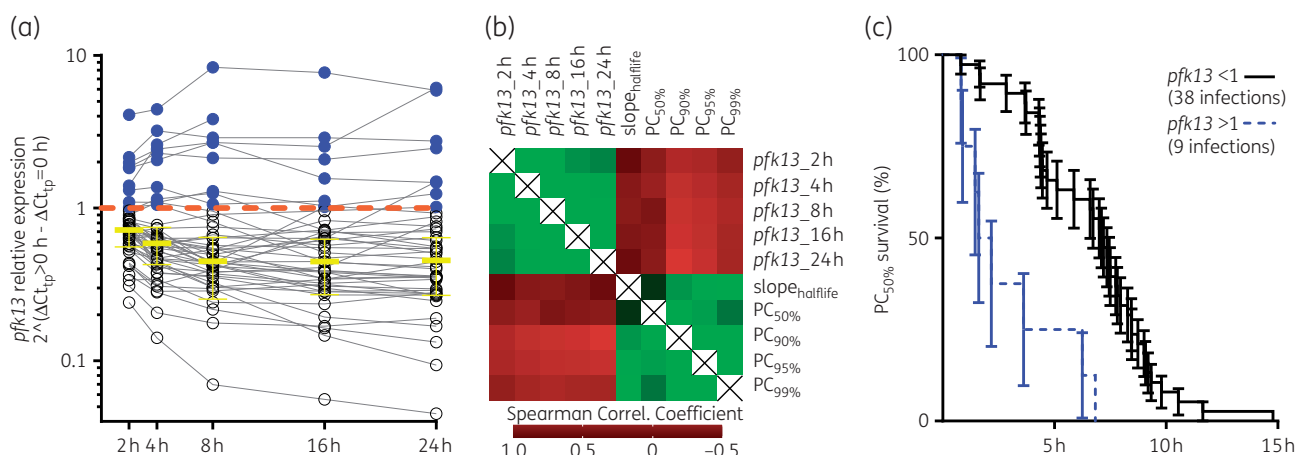 (a)
10
1
0.1
pfk13 relative expression
2^(ΔCt_tp>0 h - ΔCt_tp=0 h)
2 h
4 h
8 h
16 h
24 h
(b)
pfk13_2 h
pfk13_4 h
pfk13_8 h
pfk13_16 h
pfk13_24 h
slope_halflife
PC_50%
PC_90%
PC_95%
PC_99%
pfk13_2 h
pfk13_4 h
pfk13_8 h
pfk13_16 h
pfk13_24 h
slope_halflife
PC_50%
PC_90%
PC_95%
PC_99%
Spearman Correl. Coefficient
1.0 0.5 0 –0.5
(c)
100
50
0
PC_50% survival (%)
pfk13 <1
(38 infections)
pfk13 >1
(9 infections)
5 h
10 h
15 h